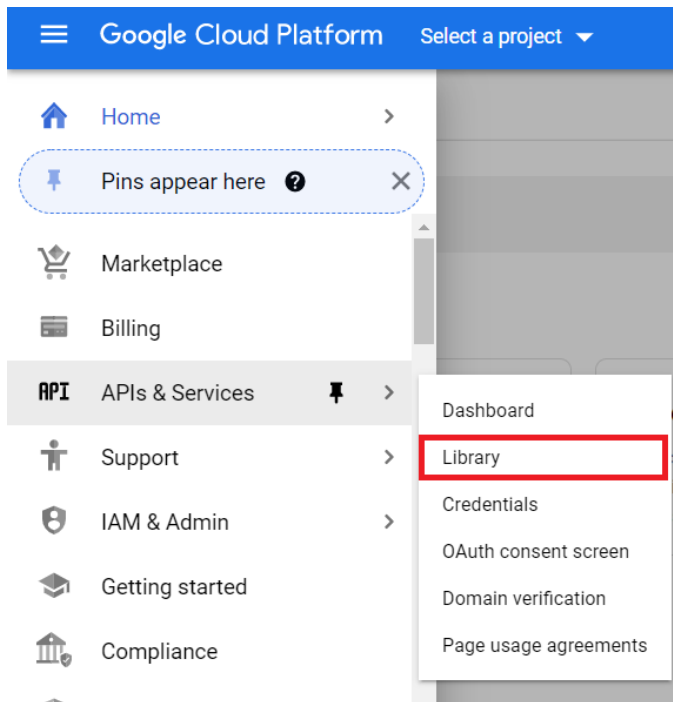 Google Cloud Platform Select a project
Home
Pins appear here ?
Marketplace
Billing
API APIs & Services
Support
IAM & Admin
Getting started
Compliance
Dashboard
Library
Credentials
OAuth consent screen
Domain verification
Page usage agreements